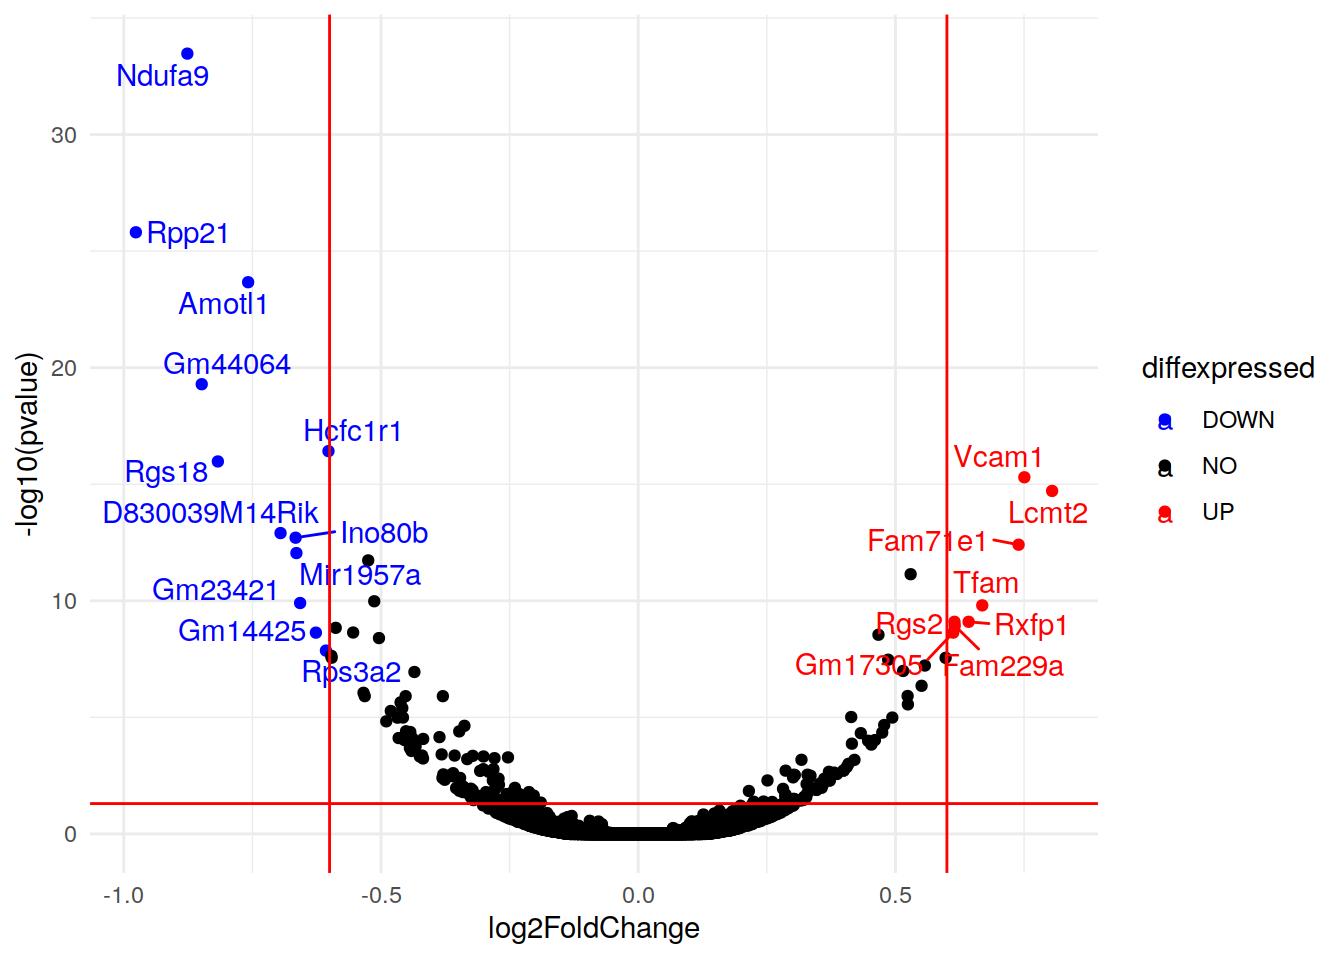 Ndufa9
30
Rpp21
Amotl1
Gm44064
20
-log10(pvalue)
diffexpressed
a DOWN
a NO
a UP
Hcfc1r1
Rgs18
Vcam1
Lcmt2
D830039M14Rik
Ino80b
Fam71e1
Mir1957a
Tfam
Gm23421
10
Gm14425
Rgs2
Rxfp1
Rps3a2
Gm17305
Fam229a
0
-1.0 -0.5 0.0 0.5
log2FoldChange